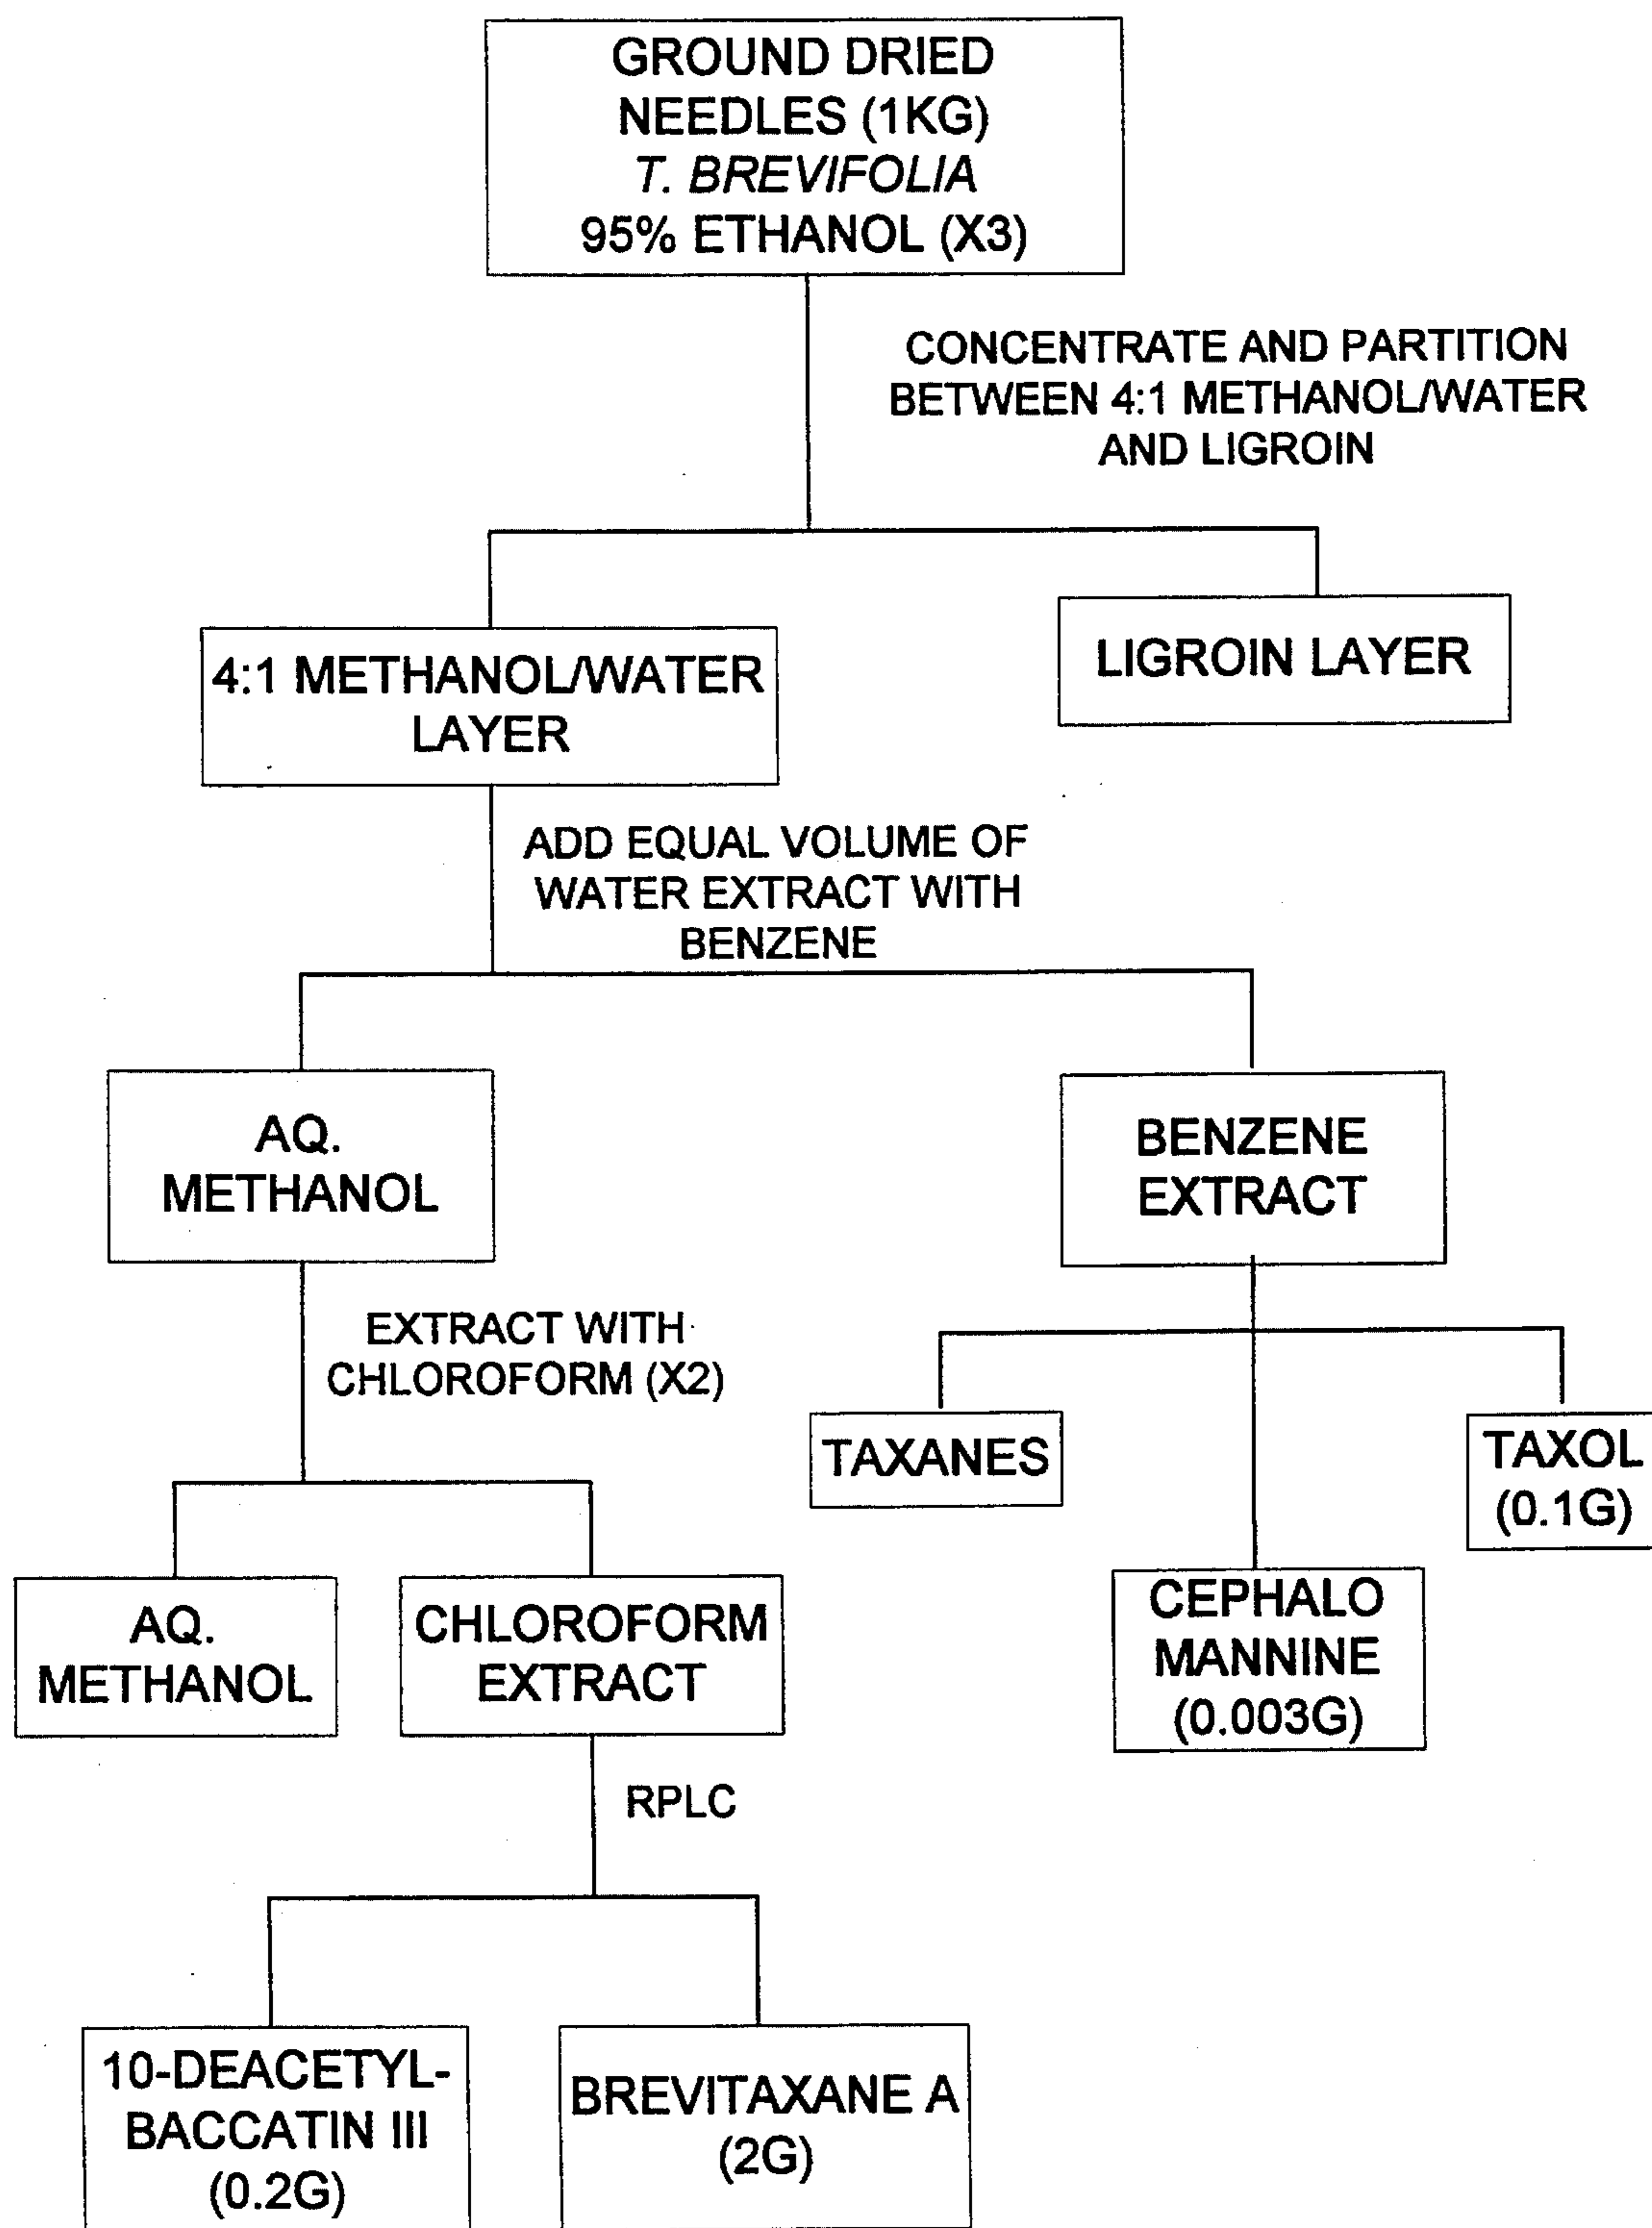 GROUND DRIED
NEEDLES (1KG)
T. BREVIFOLIA
95% ETHANOL (X3)
CONCENTRATE AND PARTITION
BETWEEN 4:1 METHANOL/WATER
AND LIGROIN
4:1 METHANOL/WATER
LAYER
LIGROIN LAYER
ADD EQUAL VOLUME OF
WATER EXTRACT WITH
BENZENE
AQ.
METHANOL
BENZENE
EXTRACT
EXTRACT WITH
CHLOROFORM (X2)
TAXANES
TAXOL
(0.1G)
CEPHALO
MANNINE
(0.003G)
AQ.
METHANOL
CHLOROFORM
EXTRACT
RPLC
10-DEACETYL-
BACCATIN III
(0.2G)
BREVITAXANE A
(2G)